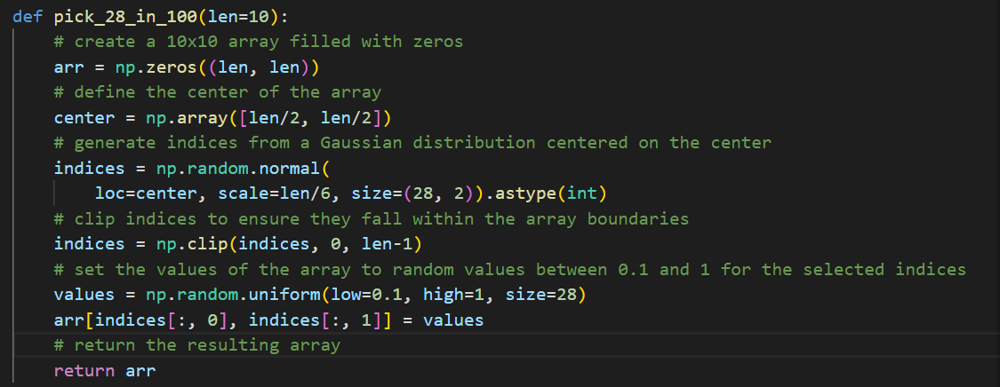 def pick_28_in_100(len=10):
    # create a 10x10 array filled with zeros
    arr = np.zeros((len, len))
    # define the center of the array
    center = np.array([len/2, len/2])
    # generate indices from a Gaussian distribution centered on the center
    indices = np.random.normal(
        loc=center, scale=len/6, size=(28, 2)).astype(int)
    # clip indices to ensure they fall within the array boundaries
    indices = np.clip(indices, 0, len-1)
    # set the values of the array to random values between 0.1 and 1 for the selected indices
    values = np.random.uniform(low=0.1, high=1, size=28)
    arr[indices[:, 0], indices[:, 1]] = values
    # return the resulting array
    return arr